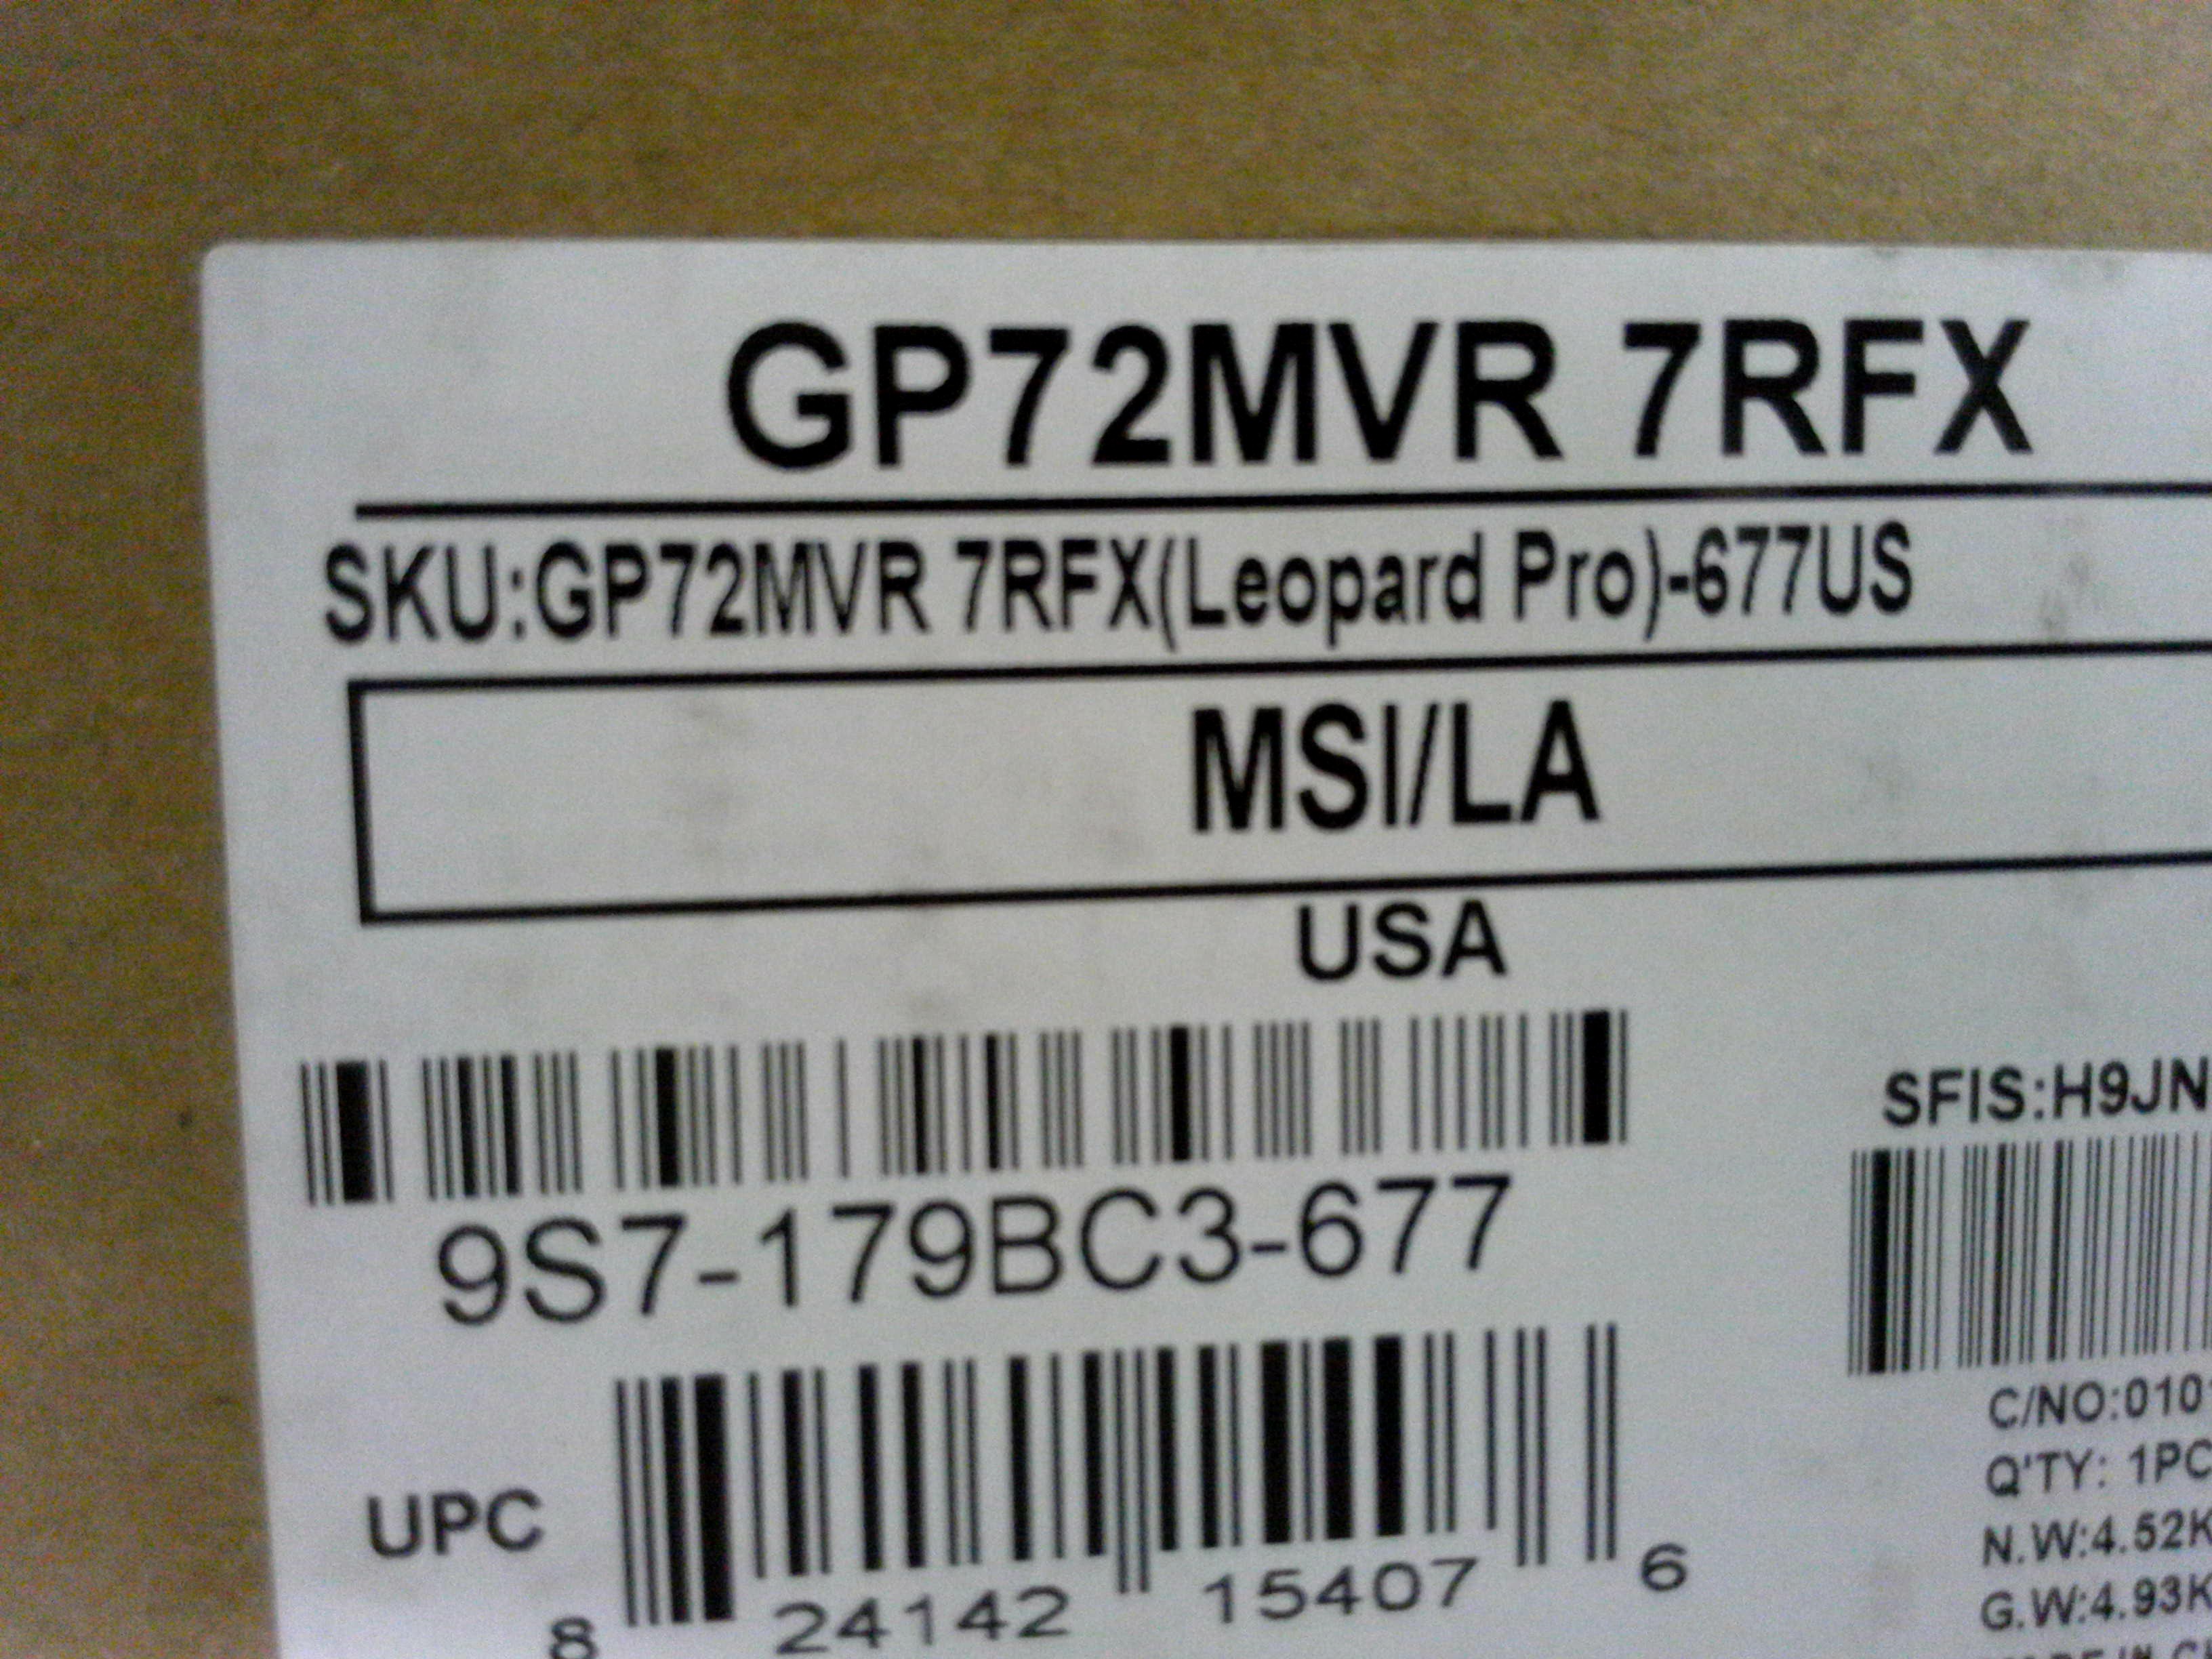 GP72MVR 7RFX
SKU:GP72MVR 7RFX(Leopard Pro)-677US
MSI/LA
USA
9S7-179BC3-677
SFIS:H9JN
UPC
8 24142 15407 6
C/NO:010
Q'TY: 1PC
N.W:4.52K
G.W:4.93K